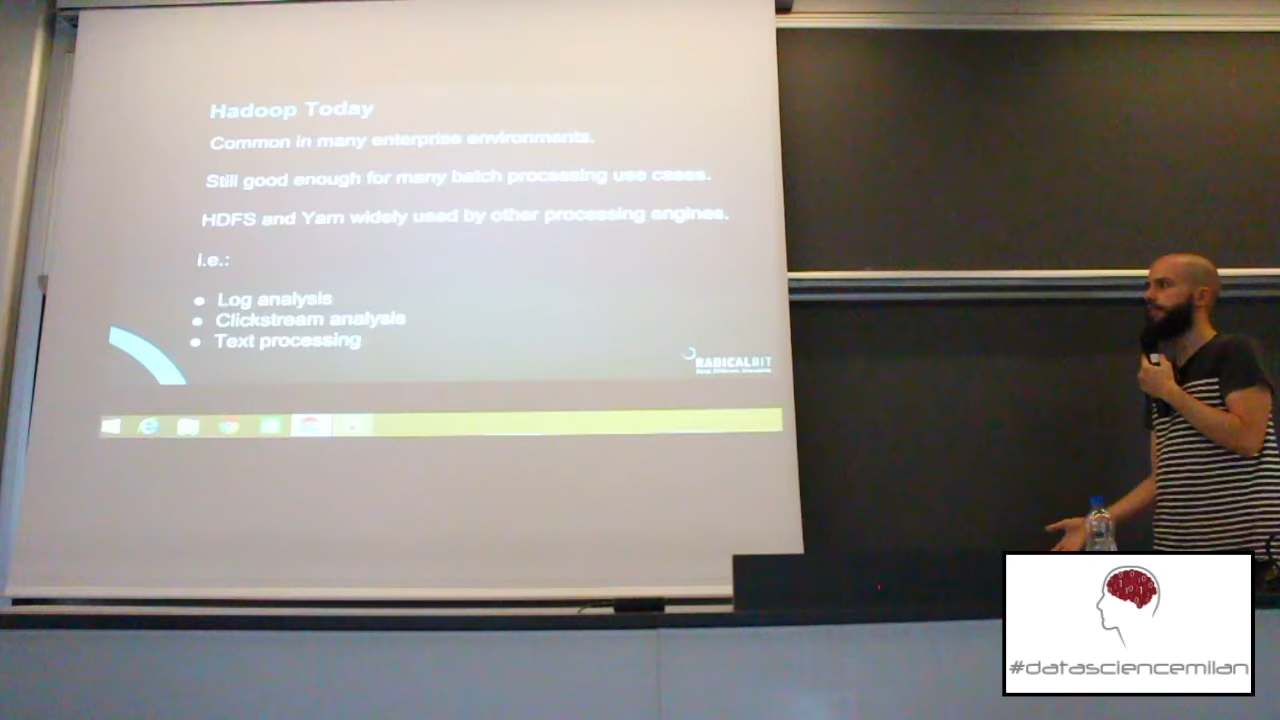 Hadoop Today
Common in many enterprise environments.
Still good enough for many batch processing use cases.
HDFS and Yarn widely used by other processing engines.
i.e.:
● Log analysis
● Clickstream analysis
● Text processing
RADICALBIT
#datasciencemilan